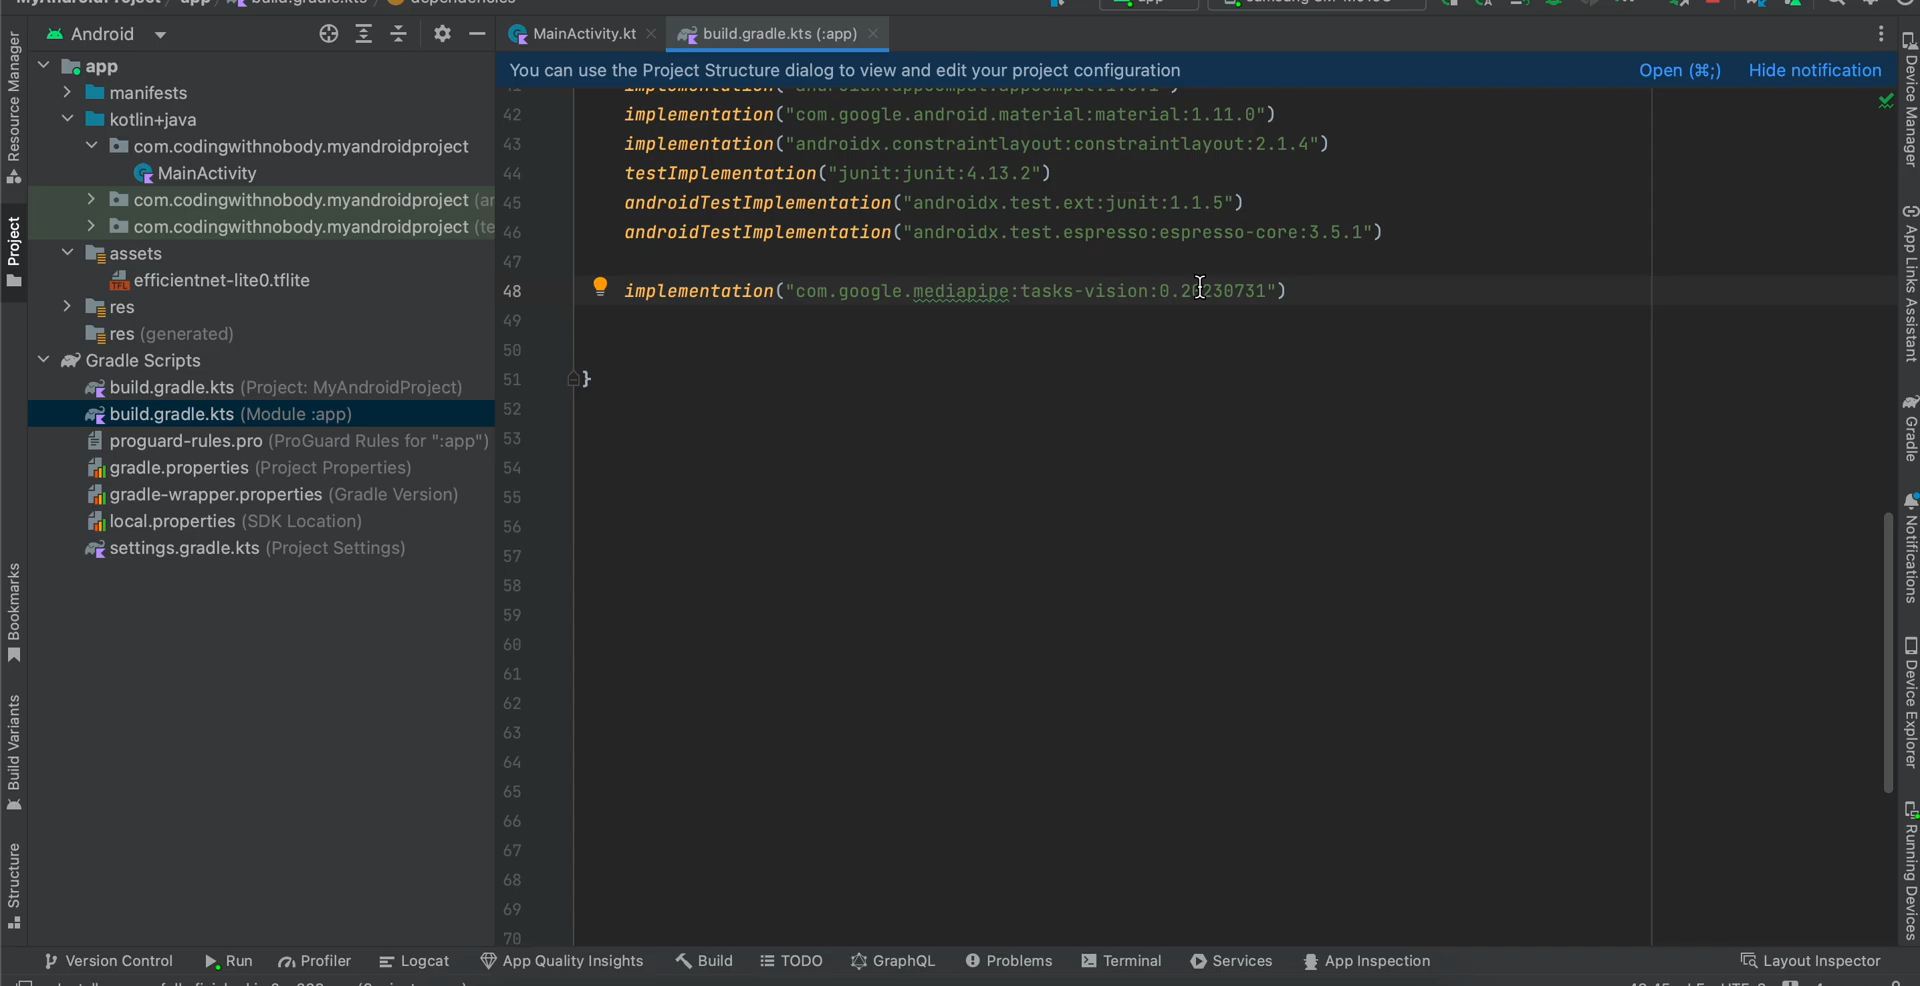 MyAndroidProject
app
build.gradle.kts
dependencies
app
Android
MainActivity.kt
build.gradle.kts (:app)
You can use the Project Structure dialog to view and edit your project configuration
Open (⌘;)
Hide notification
app
manifests
kotlin+java
com.codingwithnobody.myandroidproject
MainActivity
com.codingwithnobody.myandroidproject (ar
com.codingwithnobody.myandroidproject (te
assets
efficientnet-lite0.tflite
res
res (generated)
Gradle Scripts
build.gradle.kts (Project: MyAndroidProject)
build.gradle.kts (Module :app)
proguard-rules.pro (ProGuard Rules for ":app")
gradle.properties (Project Properties)
gradle-wrapper.properties (Gradle Version)
local.properties (SDK Location)
settings.gradle.kts (Project Settings)
Resource Manager
Project
Bookmarks
Build Variants
Structure
42 implementation("com.google.android.material:material:1.11.0")
43 implementation("androidx.constraintlayout:constraintlayout:2.1.4")
44 testImplementation("junit:junit:4.13.2")
45 androidTestImplementation("androidx.test.ext:junit:1.1.5")
46 androidTestImplementation("androidx.test.espresso:espresso-core:3.5.1")
47
48 implementation("com.google.mediapipe:tasks-vision:0.20230731")
49
50
51 }
52
53
54
55
56
57
58
59
60
61
62
63
64
65
66
67
68
69
70
Device Manager
App Links Assistant
Gradle
Notifications
Device Explorer
Running Devices
Version Control
Run
Profiler
Logcat
App Quality Insights
Build
TODO
GraphQL
Problems
Terminal
Services
App Inspection
Layout Inspector